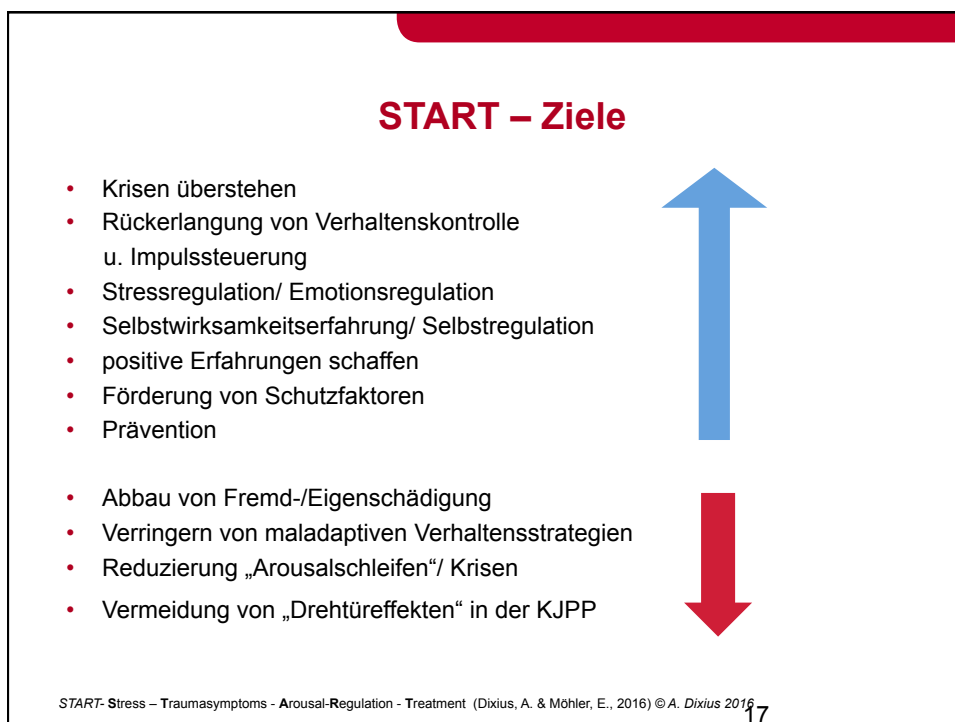 START – Ziele
• Krisen überstehen
• Rückerlangung von Verhaltenskontrolle
u. Impulssteuerung
• Stressregulation/ Emotionsregulation
• Selbstwirksamkeitserfahrung/ Selbstregulation
• positive Erfahrungen schaffen
• Förderung von Schutzfaktoren
• Prävention
• Abbau von Fremd-/Eigenschädigung
• Verringern von maladaptiven Verhaltensstrategien
• Reduzierung „Arousalschleifen“/ Krisen
• Vermeidung von „Drehtüreffekten“ in der KJPP
START- Stress – Traumasymptoms - Arousal-Regulation - Treatment (Dixius, A. & Möhler, E., 2016) © A. Dixius 2016
17